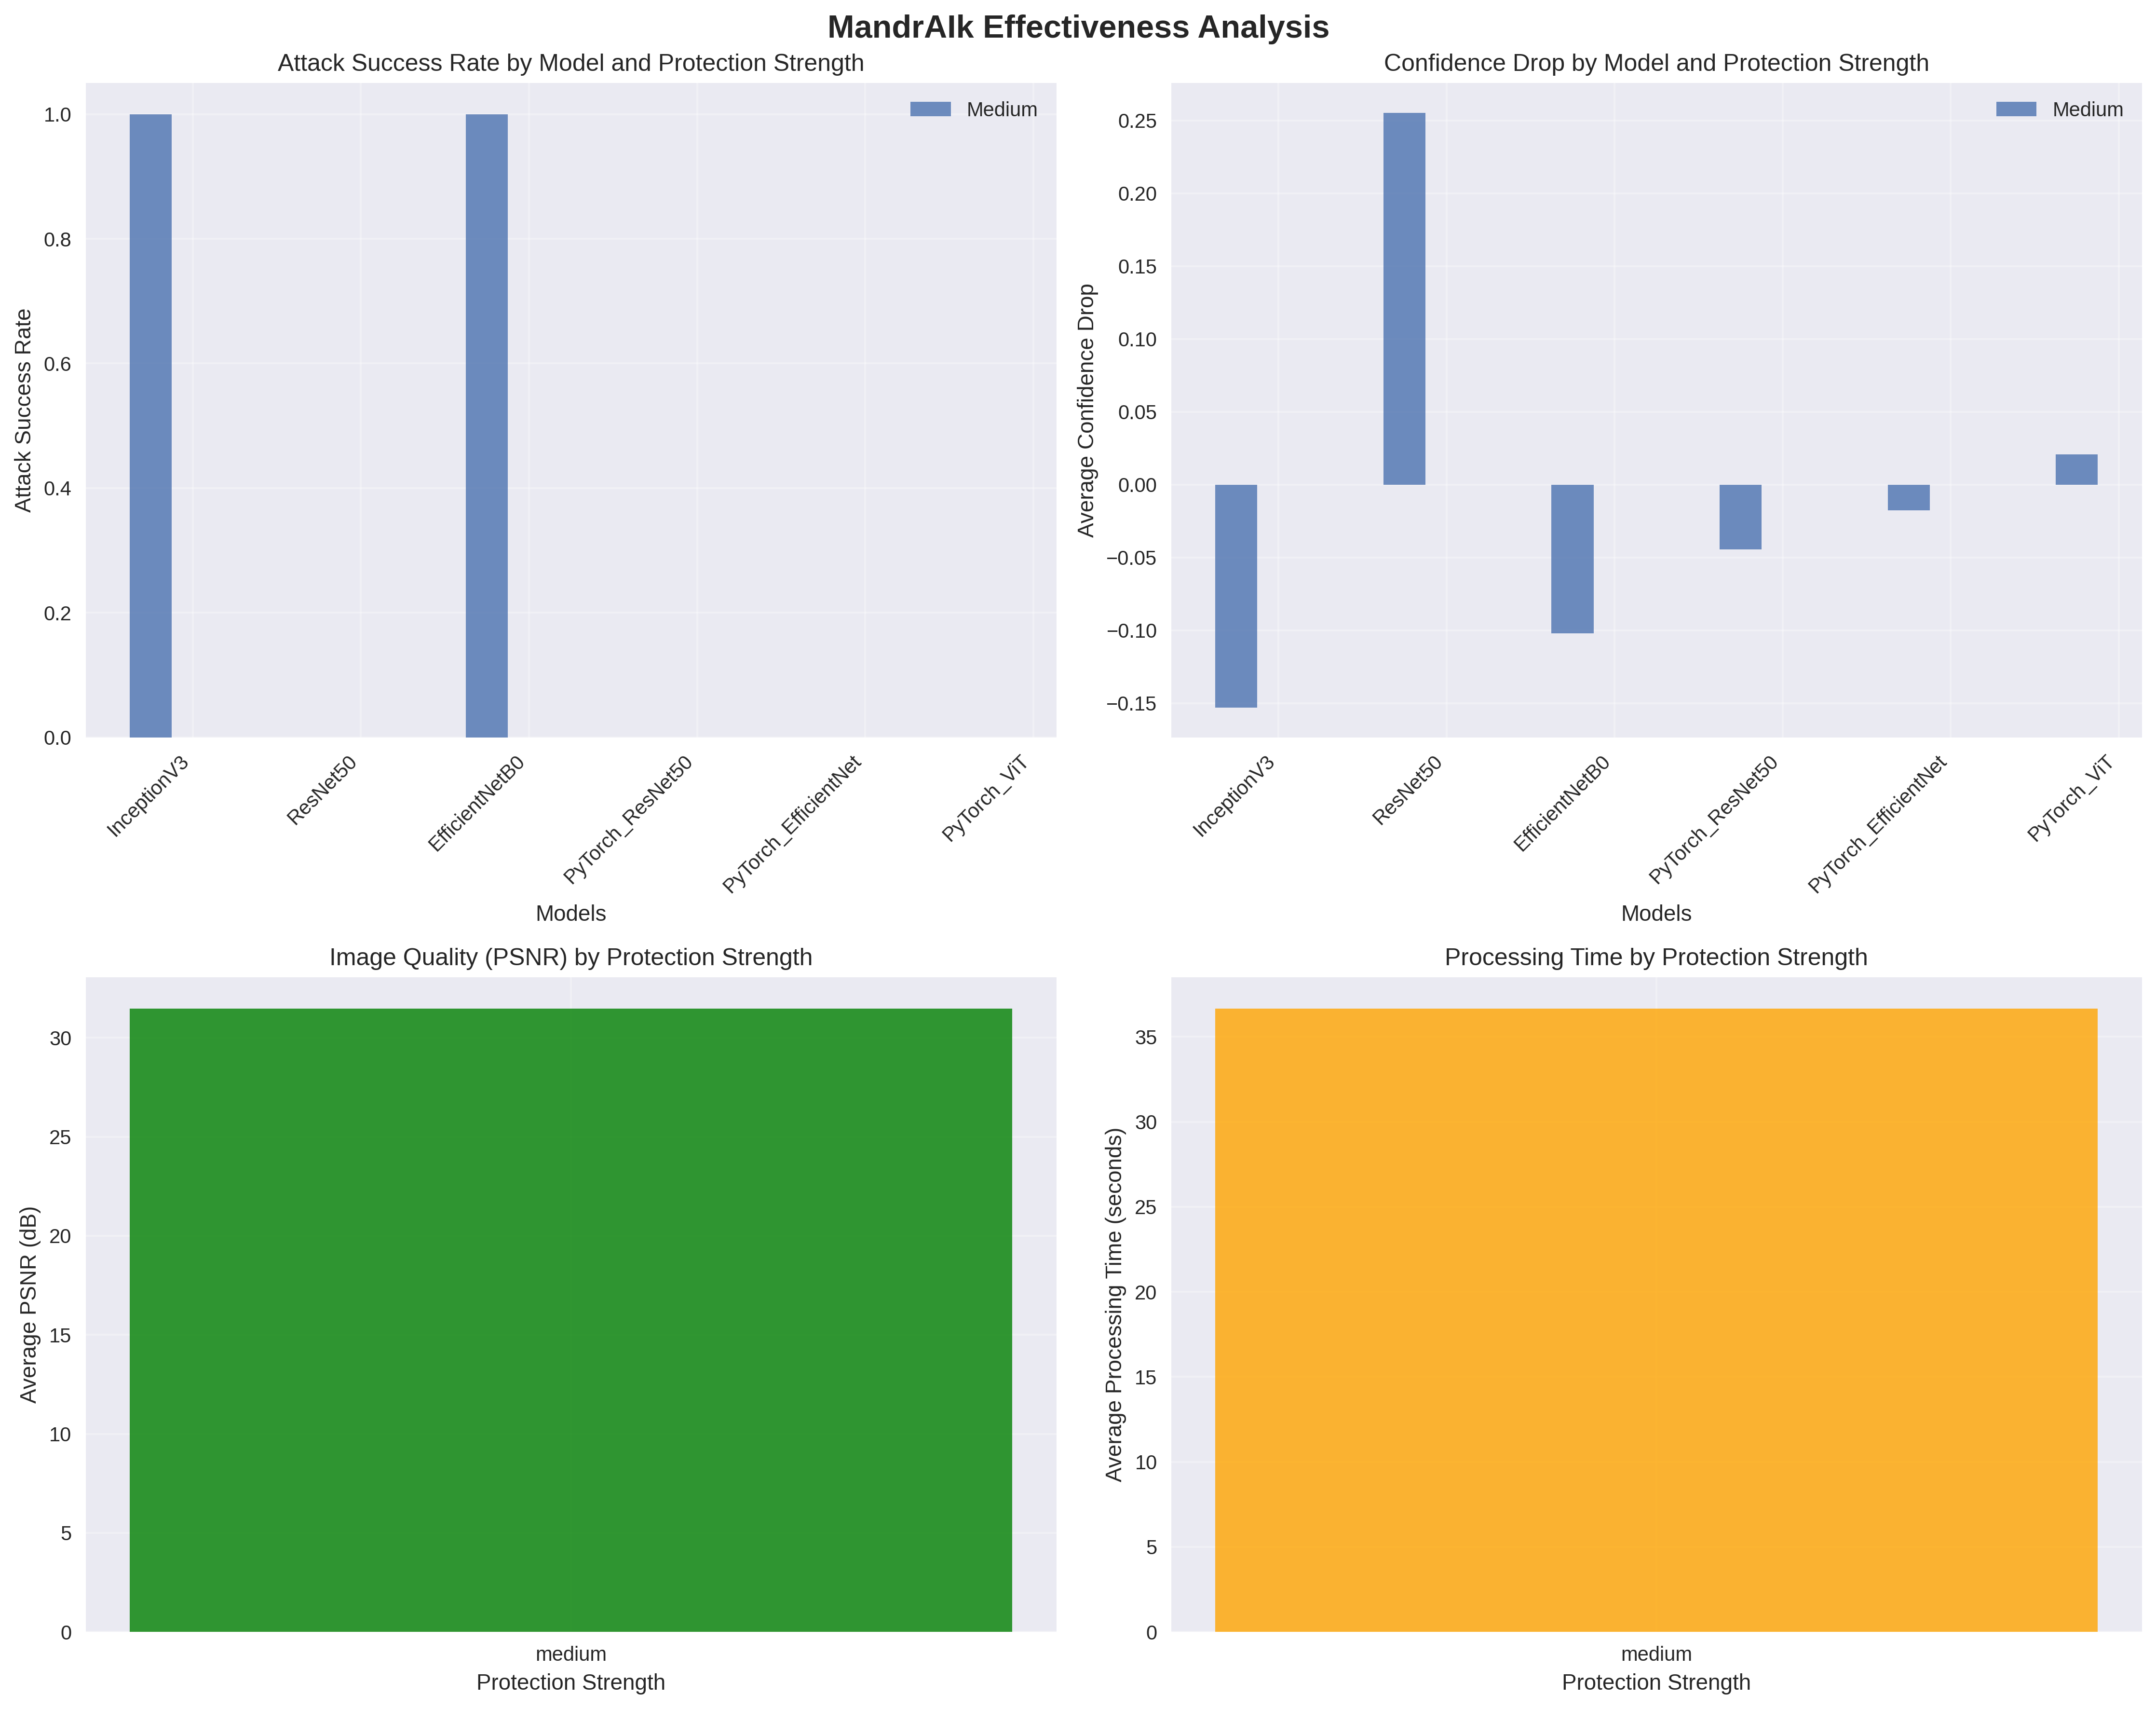 MandrAIk Effectiveness Analysis
Attack Success Rate by Model and Protection Strength
Attack Success Rate
1.0
0.8
0.6
0.4
0.2
0.0
Medium
InceptionV3
ResNet50
EfficientNetB0
PyTorch_ResNet50
PyTorch_EfficientNet
PyTorch_ViT
Models
Confidence Drop by Model and Protection Strength
Average Confidence Drop
0.25
0.20
0.15
0.10
0.05
0.00
−0.05
−0.10
−0.15
Medium
InceptionV3
ResNet50
EfficientNetB0
PyTorch_ResNet50
PyTorch_EfficientNet
PyTorch_ViT
Models
Image Quality (PSNR) by Protection Strength
Average PSNR (dB)
30
25
20
15
10
5
0
medium
Protection Strength
Processing Time by Protection Strength
Average Processing Time (seconds)
35
30
25
20
15
10
5
0
medium
Protection Strength